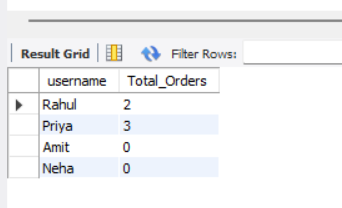 Result Grid Filter Rows:
username Total_Orders
Rahul 2
Priya 3
Amit 0
Neha 0